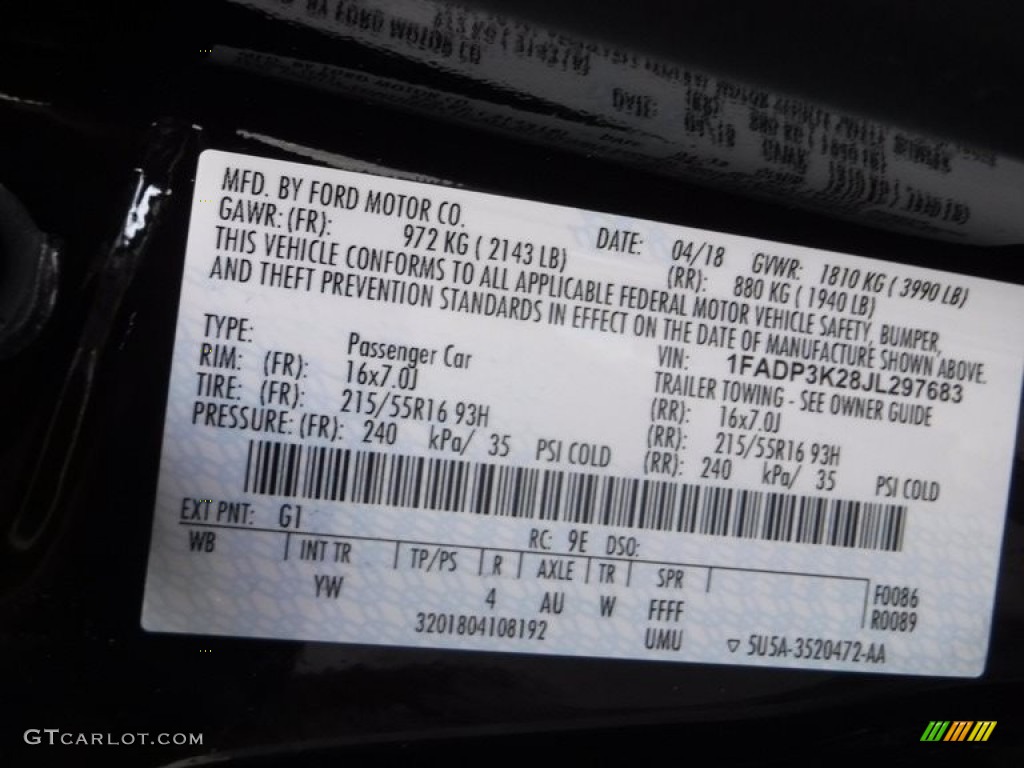 MFD. BY FORD MOTOR CO.
DATE: 04/18 GVWR: 1810 KG ( 3990 LB)
GAWR: (FR): 972 KG ( 2143 LB) (RR): 880 KG ( 1940 LB)
THIS VEHICLE CONFORMS TO ALL APPLICABLE FEDERAL MOTOR VEHICLE SAFETY, BUMPER,
AND THEFT PREVENTION STANDARDS IN EFFECT ON THE DATE OF MANUFACTURE SHOWN ABOVE.
VIN: 1FADP3K28JL297683
TYPE: Passenger Car TRAILER TOWING - SEE OWNER GUIDE
RIM: (FR): 16x7.0J (RR): 16x7.0J
TIRE: (FR): 215/55R16 93H (RR): 215/55R16 93H
PRESSURE: (FR): 240 kPa/ 35 PSI COLD (RR): 240 kPa/ 35 PSI COLD
EXT PNT: G1 RC: 9E DSO:
WB INT TR TP/PS R AXLE TR SPR F0086
YW 4 AU W FFFF R0089
3201804108192 UMU ▽ 5U5A-3520472-AA
GTCARLOT.COM